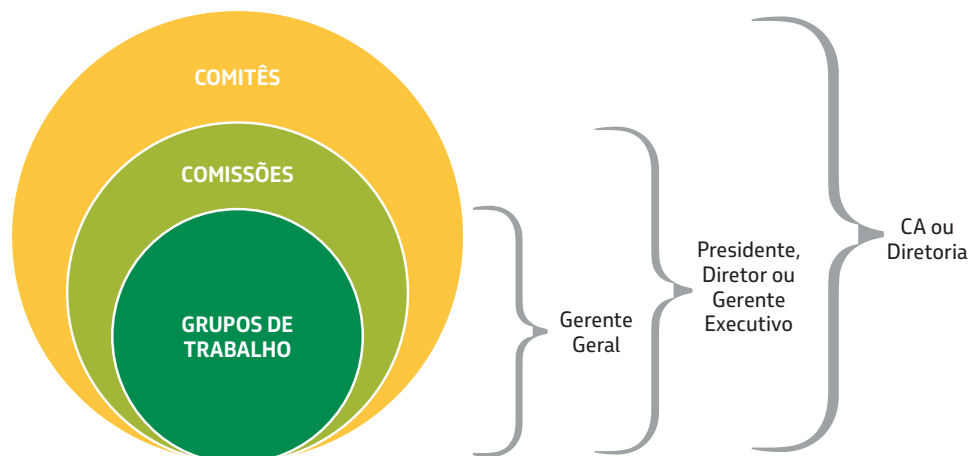 COMITÊS
COMISSÕES
GRUPOS DE
TRABALHO
Gerente
Geral
Presidente,
Diretor ou
Gerente
Executivo
CA ou
Diretoria